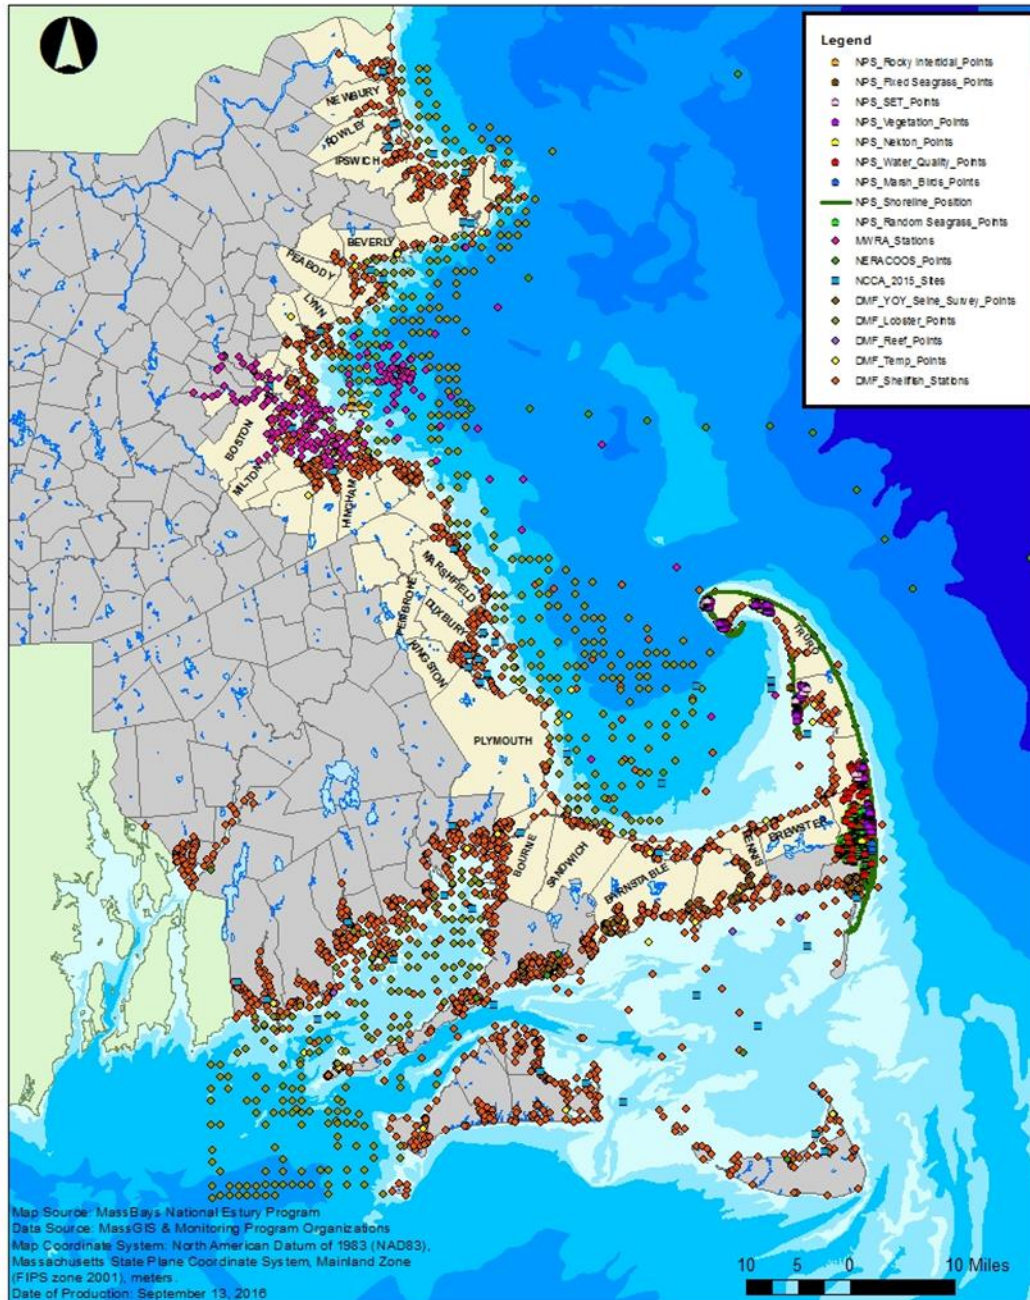 Legend
NPS_Rocky Intertidal_Points
NPS_Fixed Seagrass_Points
NPS_SET_Points
NPS_Vegetation_Points
NPS_Nekton_Points
NPS_Water_Quality_Points
NPS_Marsh_Birds_Points
NPS_Shoreline_Position
NPS_Random Seagrass_Points
MWRA_Stations
NERACOOS_Points
NCCA_2015_Sites
DMF_YOY_Seine_Survey_Points
DMF_Lobster_Points
DMF_Reef_Points
DMF_Temp_Points
DMF_Shellfish_Stations
NEWBURY
ROWLEY
IPSWICH
BEVERLY
PEABODY
LYNN
BOSTON
MILTON
HINGHAM
MARSHFIELD
PEMBROKE
DUXBURY
KINGSTON
TRURO
PLYMOUTH
BREWSTER
DENNIS
BOURNE
SANDWICH
BARNSTABLE
Map Source: MassBays National Estury Program
Data Source: MassGIS & Monitoring Program Organizations
Map Coordinate System: North American Datum of 1983 (NAD83),
Massachusetts State Plane Coordinate System, Mainland Zone
(FIPS zone 2001), meters.
Date of Production: September 13, 2016
10 5 0 10 Miles